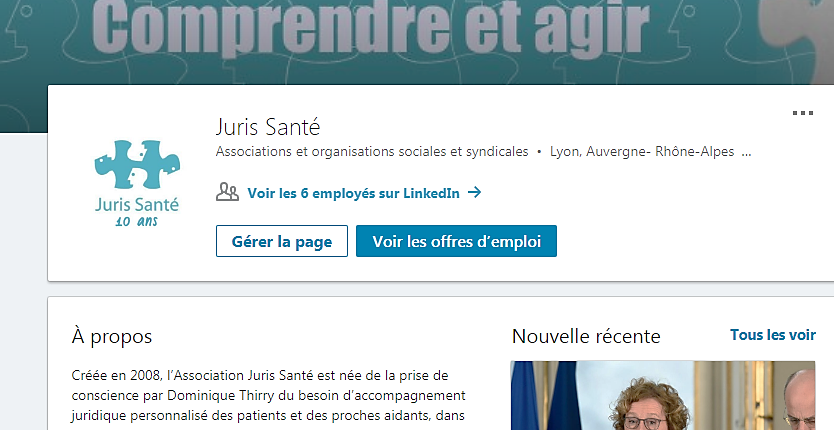 Comprendre et agir
Juris Santé
Associations et organisations sociales et syndicales • Lyon, Auvergne- Rhône-Alpes ...
Voir les 6 employés sur LinkedIn →
Juris Santé
10 ans
Gérer la page
Voir les offres d'emploi
À propos
Créée en 2008, l'Association Juris Santé est née de la prise de
conscience par Dominique Thirry du besoin d'accompagnement
juridique personnalisé des patients et des proches aidants, dans
Nouvelle récente
Tous les voir